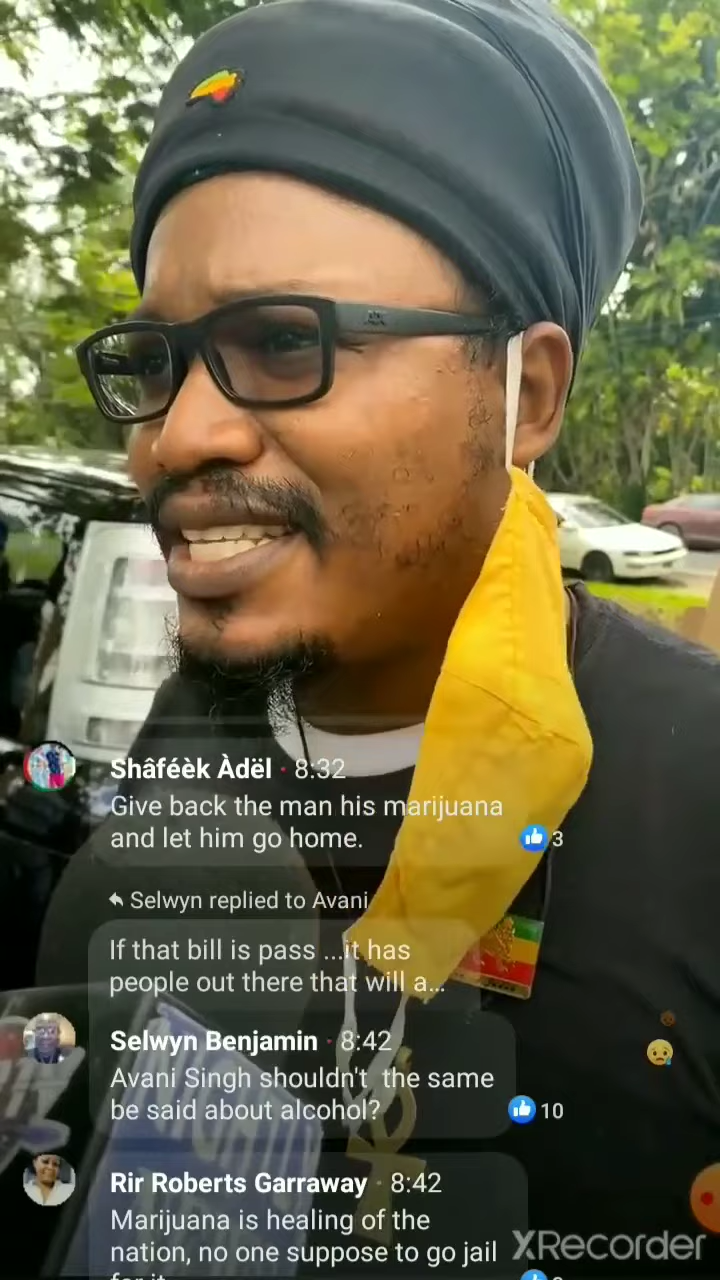 Shâféèk Àdël · 8:32
Give back the man his marijuana
and let him go home.
3
Selwyn replied to Avani
If that bill is pass ...it has
people out there that will a...
Selwyn Benjamin · 8:42
Avani Singh shouldn't the same
be said about alcohol?
10
Rir Roberts Garraway · 8:42
Marijuana is healing of the
nation, no one suppose to go jail
XRecorder